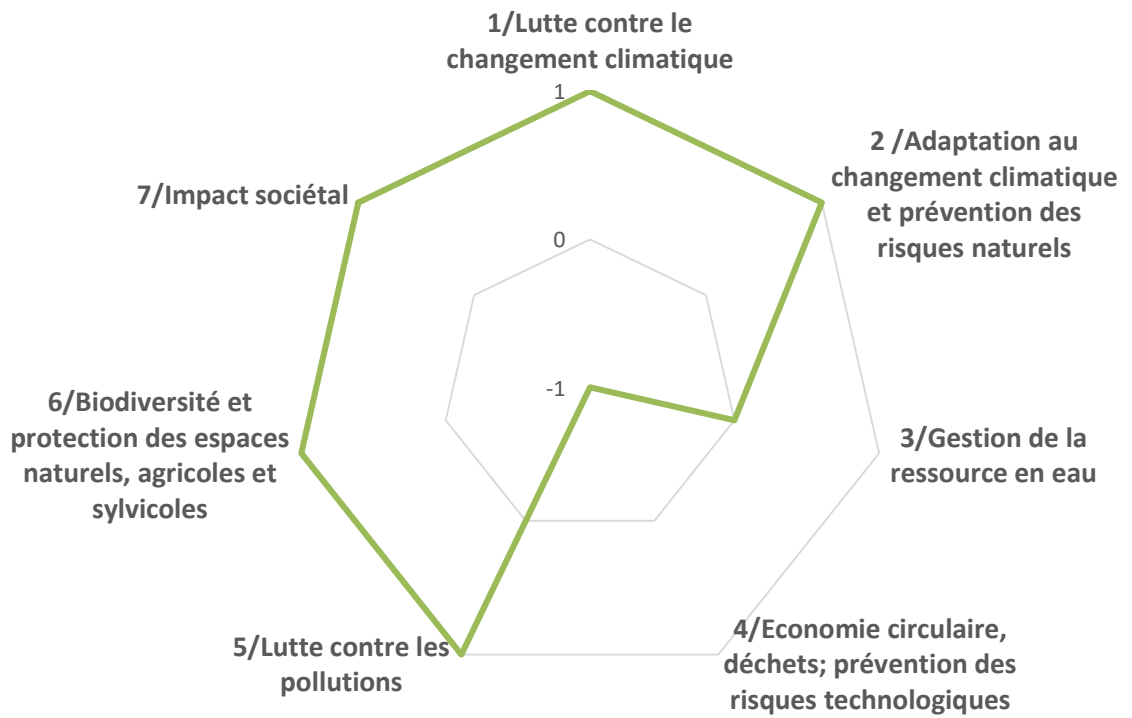 1/Lutte contre le
changement climatique
1
0
-1
2 /Adaptation au
changement climatique
et prévention des
risques naturels
3/Gestion de la
ressource en eau
4/Economie circulaire,
déchets; prévention des
risques technologiques
5/Lutte contre les
pollutions
6/Biodiversité et
protection des espaces
naturels, agricoles et
sylvicoles
7/Impact sociétal